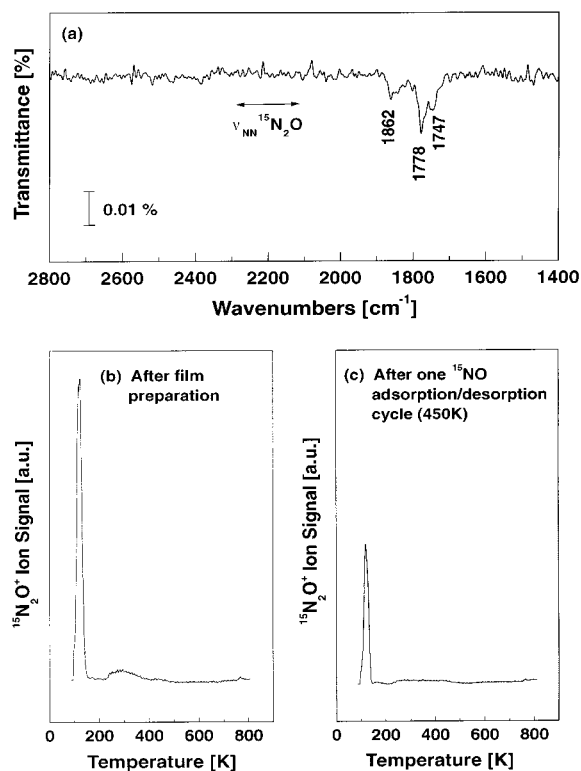 (a)
Transmittance [%]
ν_NN ¹⁵N₂O
1862
1778
1747
0.01 %
2800 2600 2400 2200 2000 1800 1600 1400
Wavenumbers [cm⁻¹]
(b) After film
preparation
¹⁵N₂O⁺ Ion Signal [a.u.]
0 200 400 600 800
Temperature [K]
(c) After one ¹⁵NO
adsorption/desorption
cycle (450K)
¹⁵N₂O⁺ Ion Signal [a.u.]
0 200 400 600 800
Temperature [K]